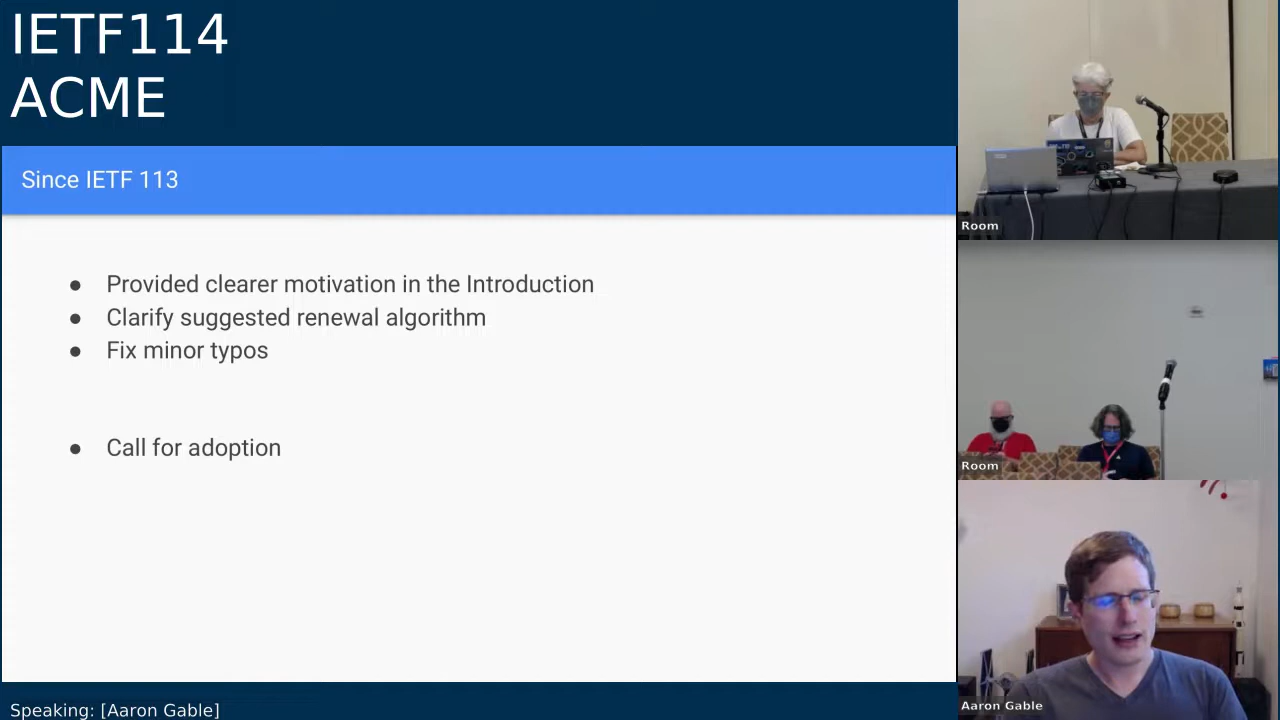 IETF114
ACME
Since IETF 113
● Provided clearer motivation in the Introduction
● Clarify suggested renewal algorithm
● Fix minor typos
● Call for adoption
Room
Room
Aaron Gable
Speaking: [Aaron Gable]